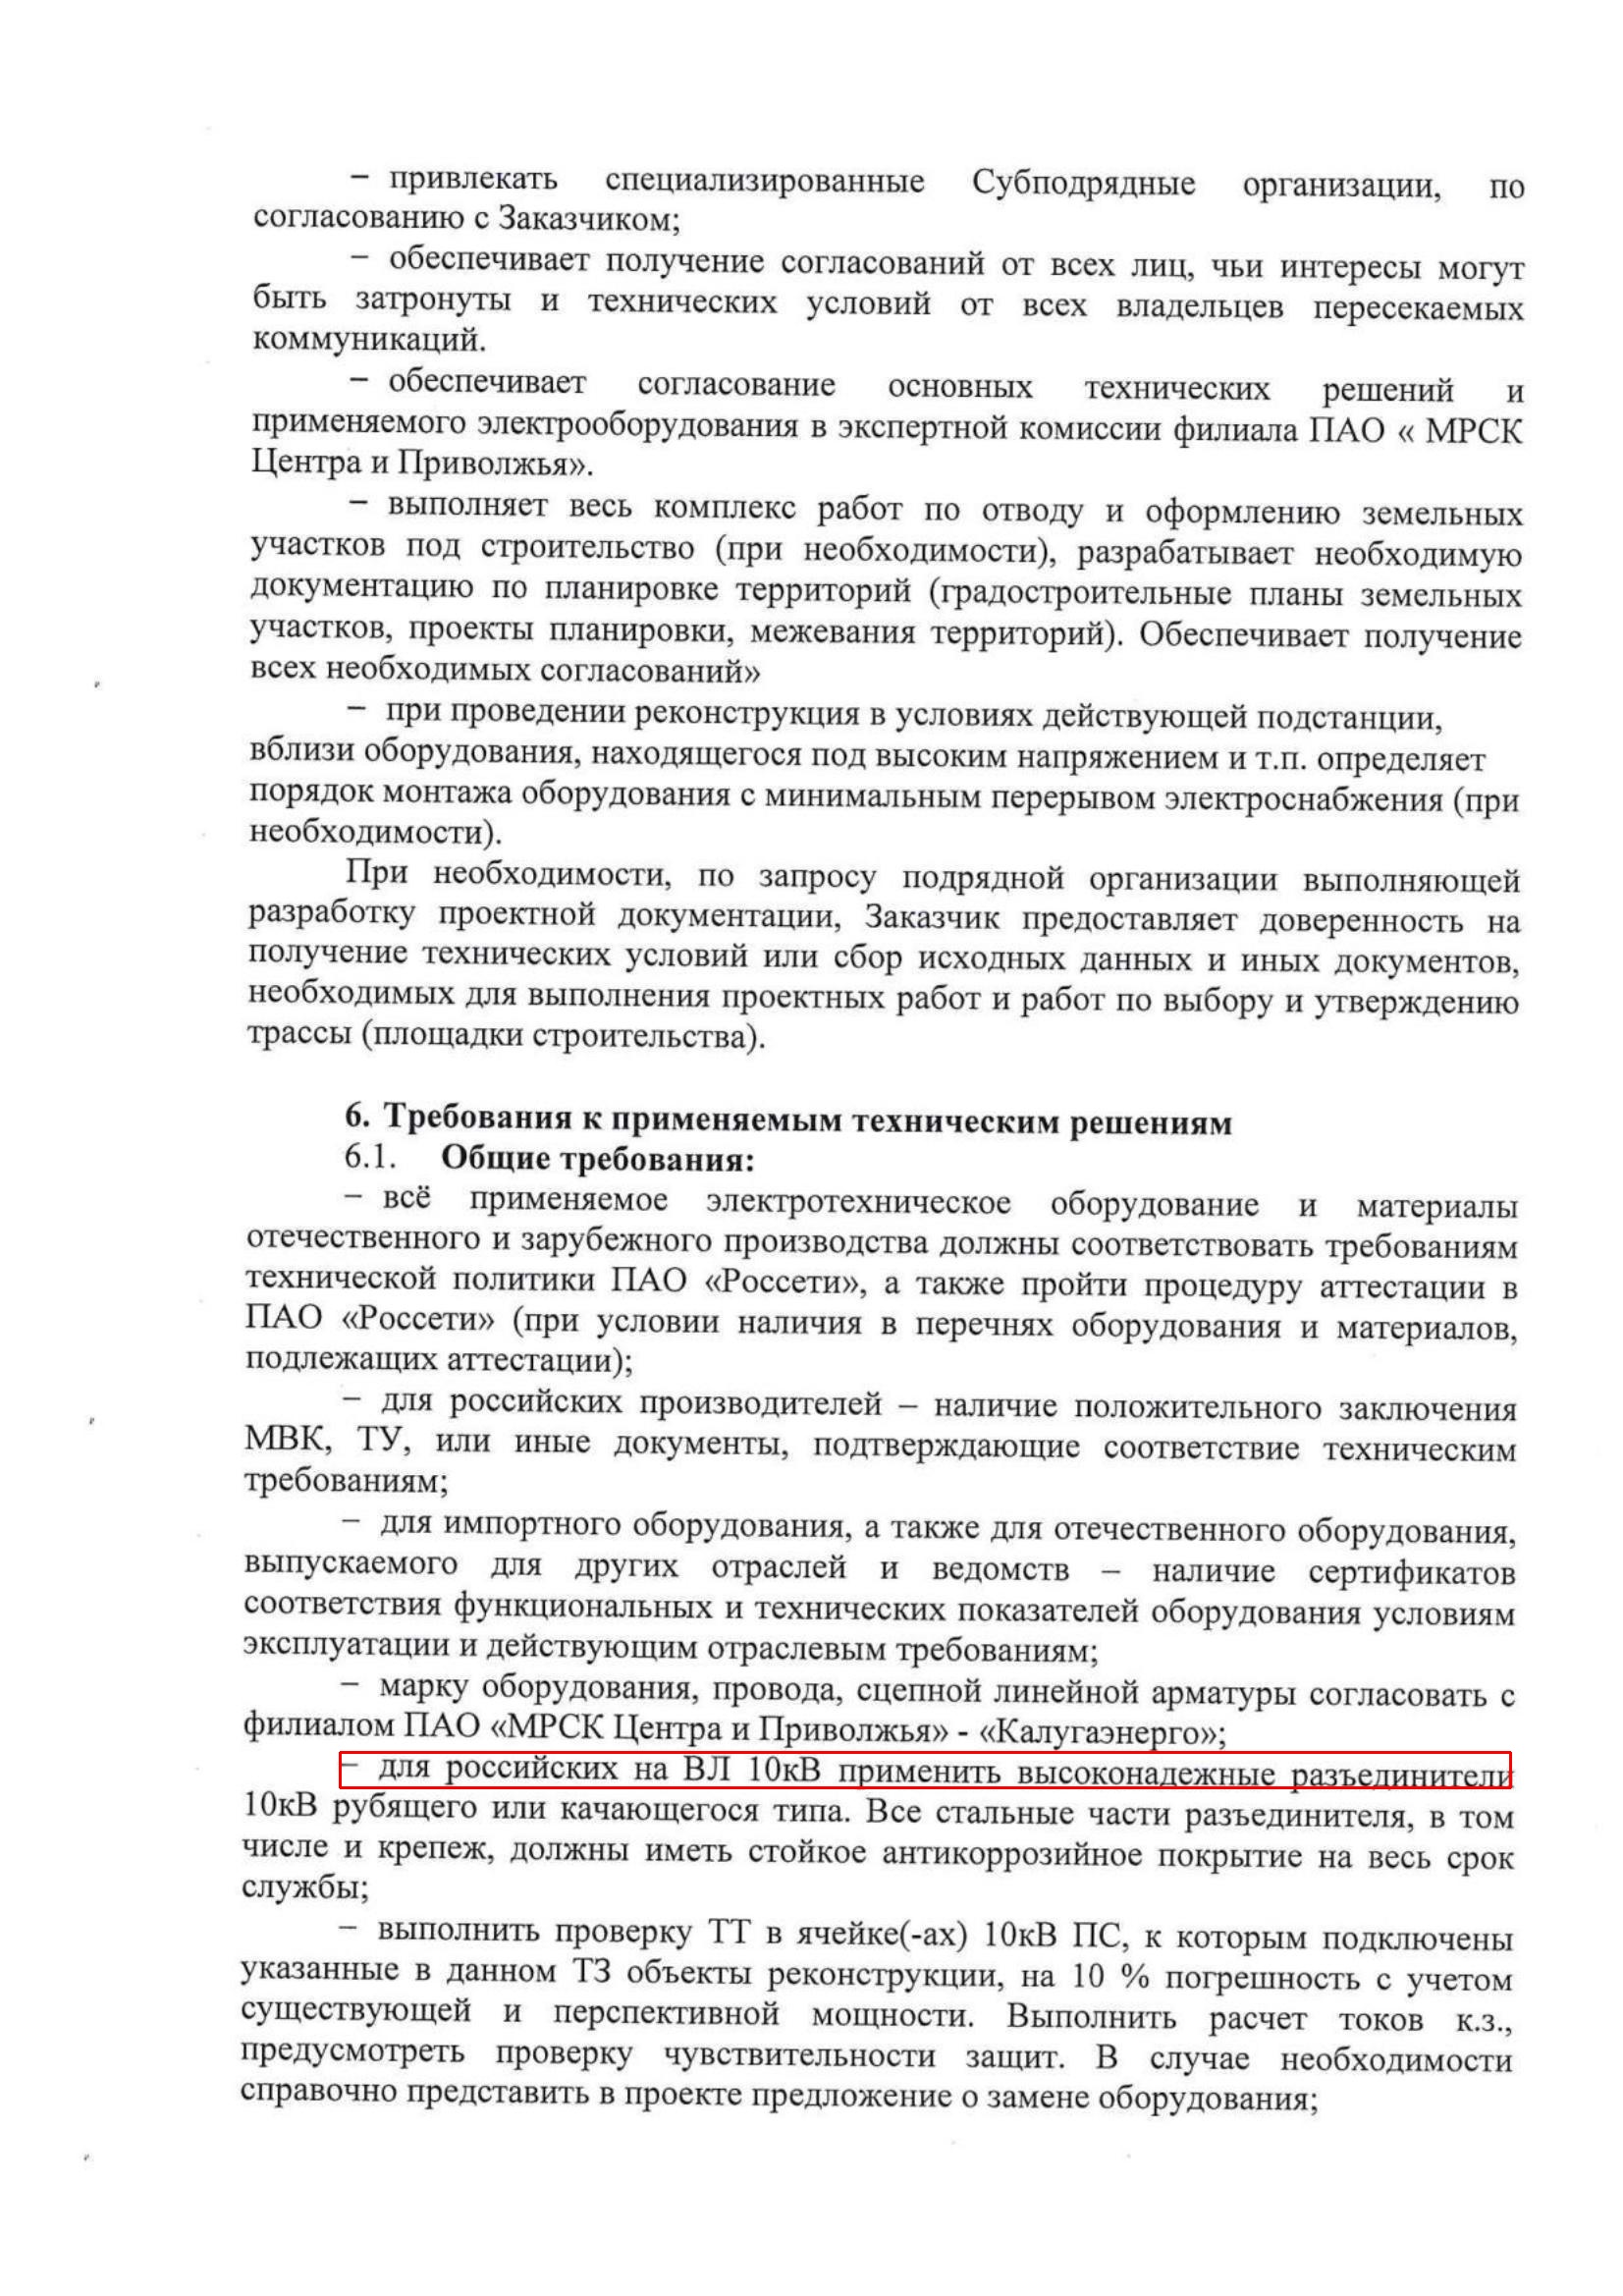 – привлекать специализированные Субподрядные организации, по
согласованию с Заказчиком;
– обеспечивает получение согласований от всех лиц, чьи интересы могут
быть затронуты и технических условий от всех владельцев пересекаемых
коммуникаций.
– обеспечивает согласование основных технических решений и
применяемого электрооборудования в экспертной комиссии филиала ПАО « МРСК
Центра и Приволжья».
– выполняет весь комплекс работ по отводу и оформлению земельных
участков под строительство (при необходимости), разрабатывает необходимую
документацию по планировке территорий (градостроительные планы земельных
участков, проекты планировки, межевания территорий). Обеспечивает получение
всех необходимых согласований»
– при проведении реконструкция в условиях действующей подстанции,
вблизи оборудования, находящегося под высоким напряжением и т.п. определяет
порядок монтажа оборудования с минимальным перерывом электроснабжения (при
необходимости).
При необходимости, по запросу подрядной организации выполняющей
разработку проектной документации, Заказчик предоставляет доверенность на
получение технических условий или сбор исходных данных и иных документов,
необходимых для выполнения проектных работ и работ по выбору и утверждению
трассы (площадки строительства).
6. Требования к применяемым техническим решениям
6.1. Общие требования:
– всё применяемое электротехническое оборудование и материалы
отечественного и зарубежного производства должны соответствовать требованиям
технической политики ПАО «Россети», а также пройти процедуру аттестации в
ПАО «Россети» (при условии наличия в перечнях оборудования и материалов,
подлежащих аттестации);
– для российских производителей – наличие положительного заключения
МВК, ТУ, или иные документы, подтверждающие соответствие техническим
требованиям;
– для импортного оборудования, а также для отечественного оборудования,
выпускаемого для других отраслей и ведомств – наличие сертификатов
соответствия функциональных и технических показателей оборудования условиям
эксплуатации и действующим отраслевым требованиям;
– марку оборудования, провода, сцепной линейной арматуры согласовать с
филиалом ПАО «МРСК Центра и Приволжья» - «Калугаэнерго»;
– для российских на ВЛ 10кВ применить высоконадежные разъединители
10кВ рубящего или качающегося типа. Все стальные части разъединителя, в том
числе и крепеж, должны иметь стойкое антикоррозийное покрытие на весь срок
службы;
– выполнить проверку ТТ в ячейке(-ах) 10кВ ПС, к которым подключены
указанные в данном ТЗ объекты реконструкции, на 10 % погрешность с учетом
существующей и перспективной мощности. Выполнить расчет токов к.з.,
предусмотреть проверку чувствительности защит. В случае необходимости
справочно представить в проекте предложение о замене оборудования;